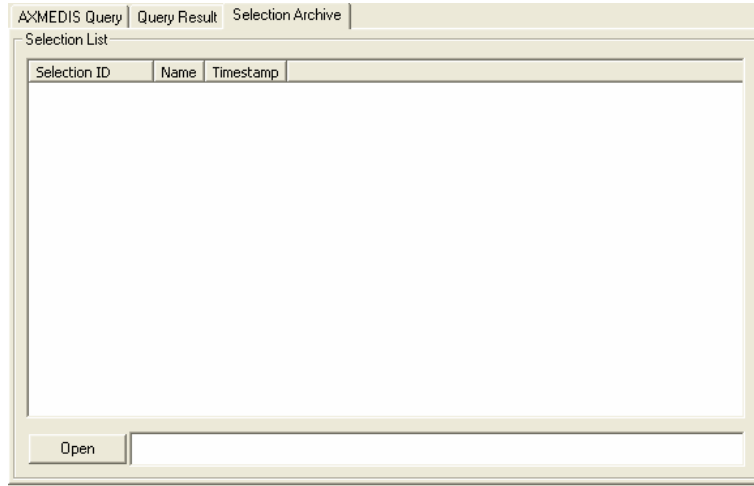 AXMEDIS Query Query Result Selection Archive
Selection List
Selection ID Name Timestamp
Open